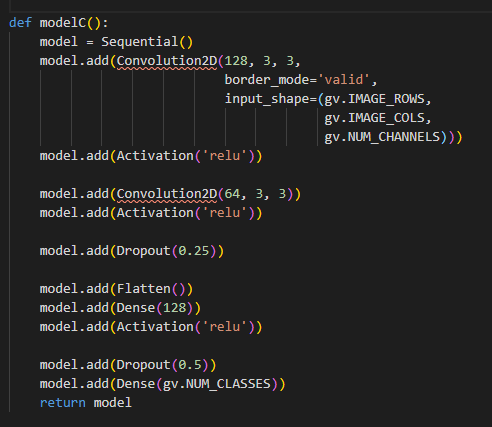 def modelC():
    model = Sequential()
    model.add(Convolution2D(128, 3, 3,
                            border_mode='valid',
                            input_shape=(gv.IMAGE_ROWS,
                                         gv.IMAGE_COLS,
                                         gv.NUM_CHANNELS)))
    model.add(Activation('relu'))

    model.add(Convolution2D(64, 3, 3))
    model.add(Activation('relu'))

    model.add(Dropout(0.25))

    model.add(Flatten())
    model.add(Dense(128))
    model.add(Activation('relu'))

    model.add(Dropout(0.5))
    model.add(Dense(gv.NUM_CLASSES))
    return model